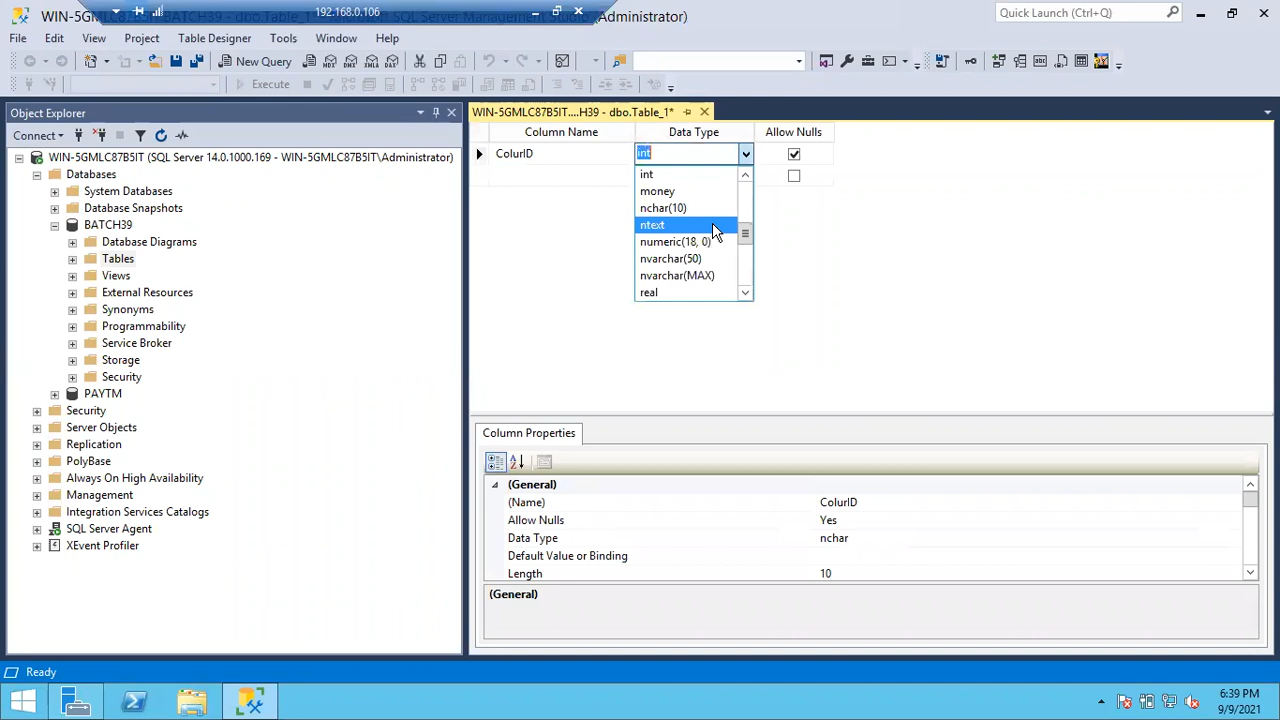 192.168.0.106
WIN-5GMLC87B5IT SQL Server Management Studio (Administrator)
Quick Launch (Ctrl+Q)
File Edit View Project Table Designer Tools Window Help
New Query
Execute
Object Explorer
Connect
WIN-5GMLC87B5IT (SQL Server 14.0.1000.169 - WIN-5GMLC87B5IT\Administrator)
Databases
System Databases
Database Snapshots
BATCH39
Database Diagrams
Tables
Views
External Resources
Synonyms
Programmability
Service Broker
Storage
Security
PAYTM
Security
Server Objects
Replication
PolyBase
Always On High Availability
Management
Integration Services Catalogs
SQL Server Agent
XEvent Profiler
WIN-5GMLC87B5IT....H39 - dbo.Table_1*
Column Name Data Type Allow Nulls
ColurID int
int
money
nchar(10)
ntext
numeric(18, 0)
nvarchar(50)
nvarchar(MAX)
real
Column Properties
(General)
(Name) ColurID
Allow Nulls Yes
Data Type nchar
Default Value or Binding
Length 10
(General)
Ready
6:39 PM
9/9/2021